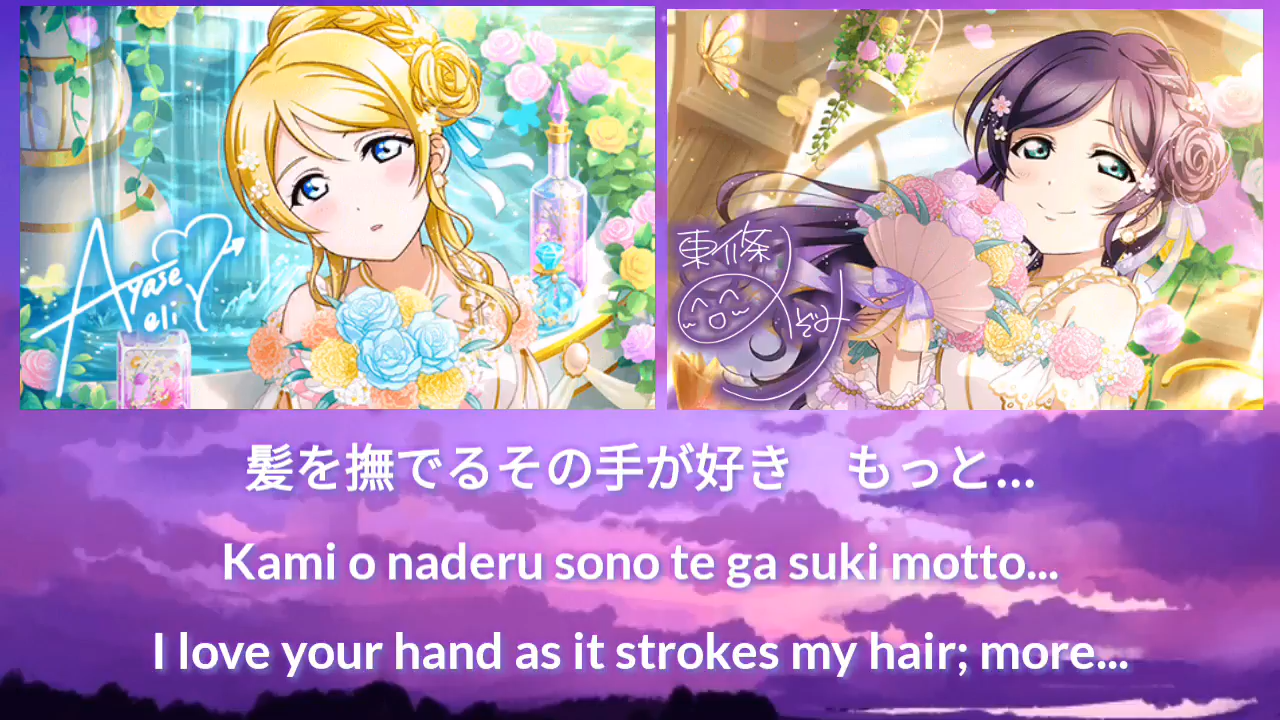 Ayase
eli
東條
のぞみ
髪を撫でるその手が好き　もっと...
Kami o naderu sono te ga suki motto...
I love your hand as it strokes my hair; more...